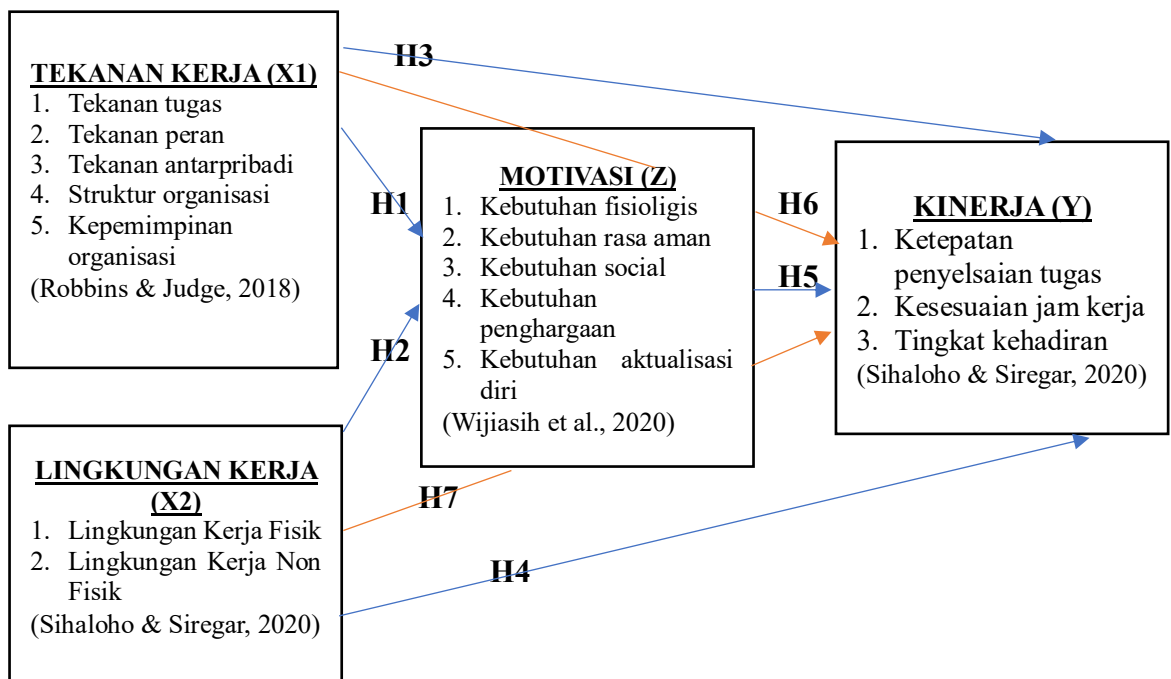 TEKANAN KERJA (X1)
1. Tekanan tugas
2. Tekanan peran
3. Tekanan antarpribadi
4. Struktur organisasi
5. Kepemimpinan
organisasi
(Robbins & Judge, 2018)
H3
H1
H2
MOTIVASI (Z)
1. Kebutuhan fisioligis
2. Kebutuhan rasa aman
3. Kebutuhan social
4. Kebutuhan
penghargaan
5. Kebutuhan aktualisasi
diri
(Wijiasih et al., 2020)
H6
H5
KINERJA (Y)
1. Ketepatan
penyelsaian tugas
2. Kesesuaian jam kerja
3. Tingkat kehadiran
(Sihaloho & Siregar, 2020)
LINGKUNGAN KERJA
(X2)
1. Lingkungan Kerja Fisik
2. Lingkungan Kerja Non
Fisik
(Sihaloho & Siregar, 2020)
H7
H4